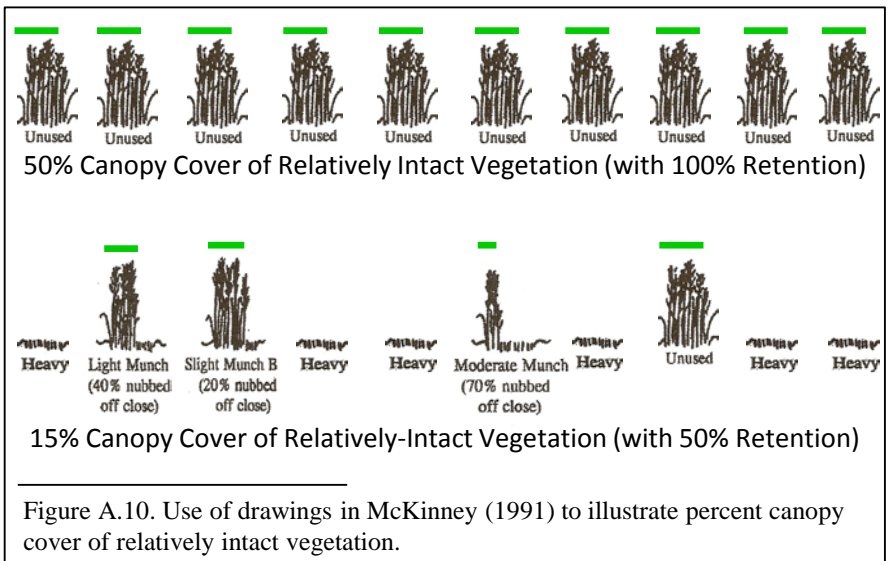 Unused Unused Unused Unused Unused Unused Unused Unused Unused Unused
50% Canopy Cover of Relatively Intact Vegetation (with 100% Retention)
Heavy Light Munch Slight Munch B Heavy Heavy Moderate Munch Heavy Unused Heavy Heavy
(40% nubbed (20% nubbed (70% nubbed
off close) off close) off close)
15% Canopy Cover of Relatively-Intact Vegetation (with 50% Retention)
Figure A.10. Use of drawings in McKinney (1991) to illustrate percent canopy
cover of relatively intact vegetation.